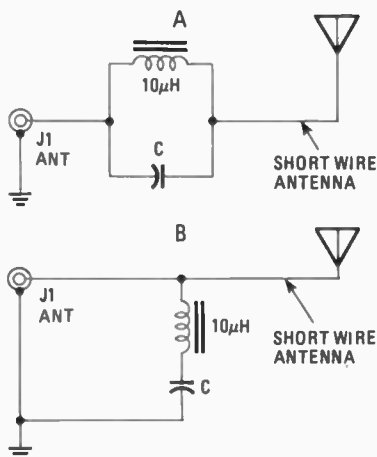 A
10μH
J1
ANT
C
SHORT WIRE
ANTENNA
B
J1
ANT
10μH
SHORT WIRE
ANTENNA
C